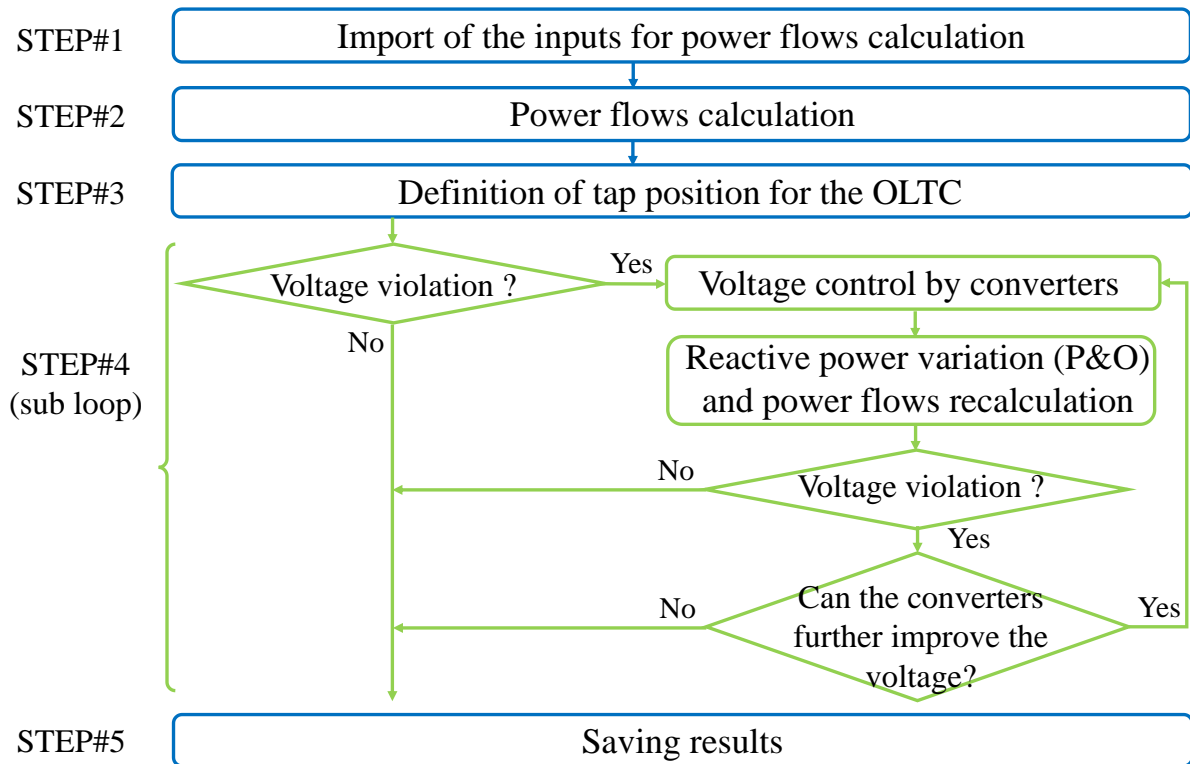 STEP#1
Import of the inputs for power flows calculation
STEP#2
Power flows calculation
STEP#3
Definition of tap position for the OLTC
STEP#4
(sub loop)
Voltage violation ?
Yes
No
Voltage control by converters
Reactive power variation (P&O)
and power flows recalculation
No
Voltage violation ?
Yes
No
Can the converters
further improve the
voltage?
Yes
STEP#5
Saving results